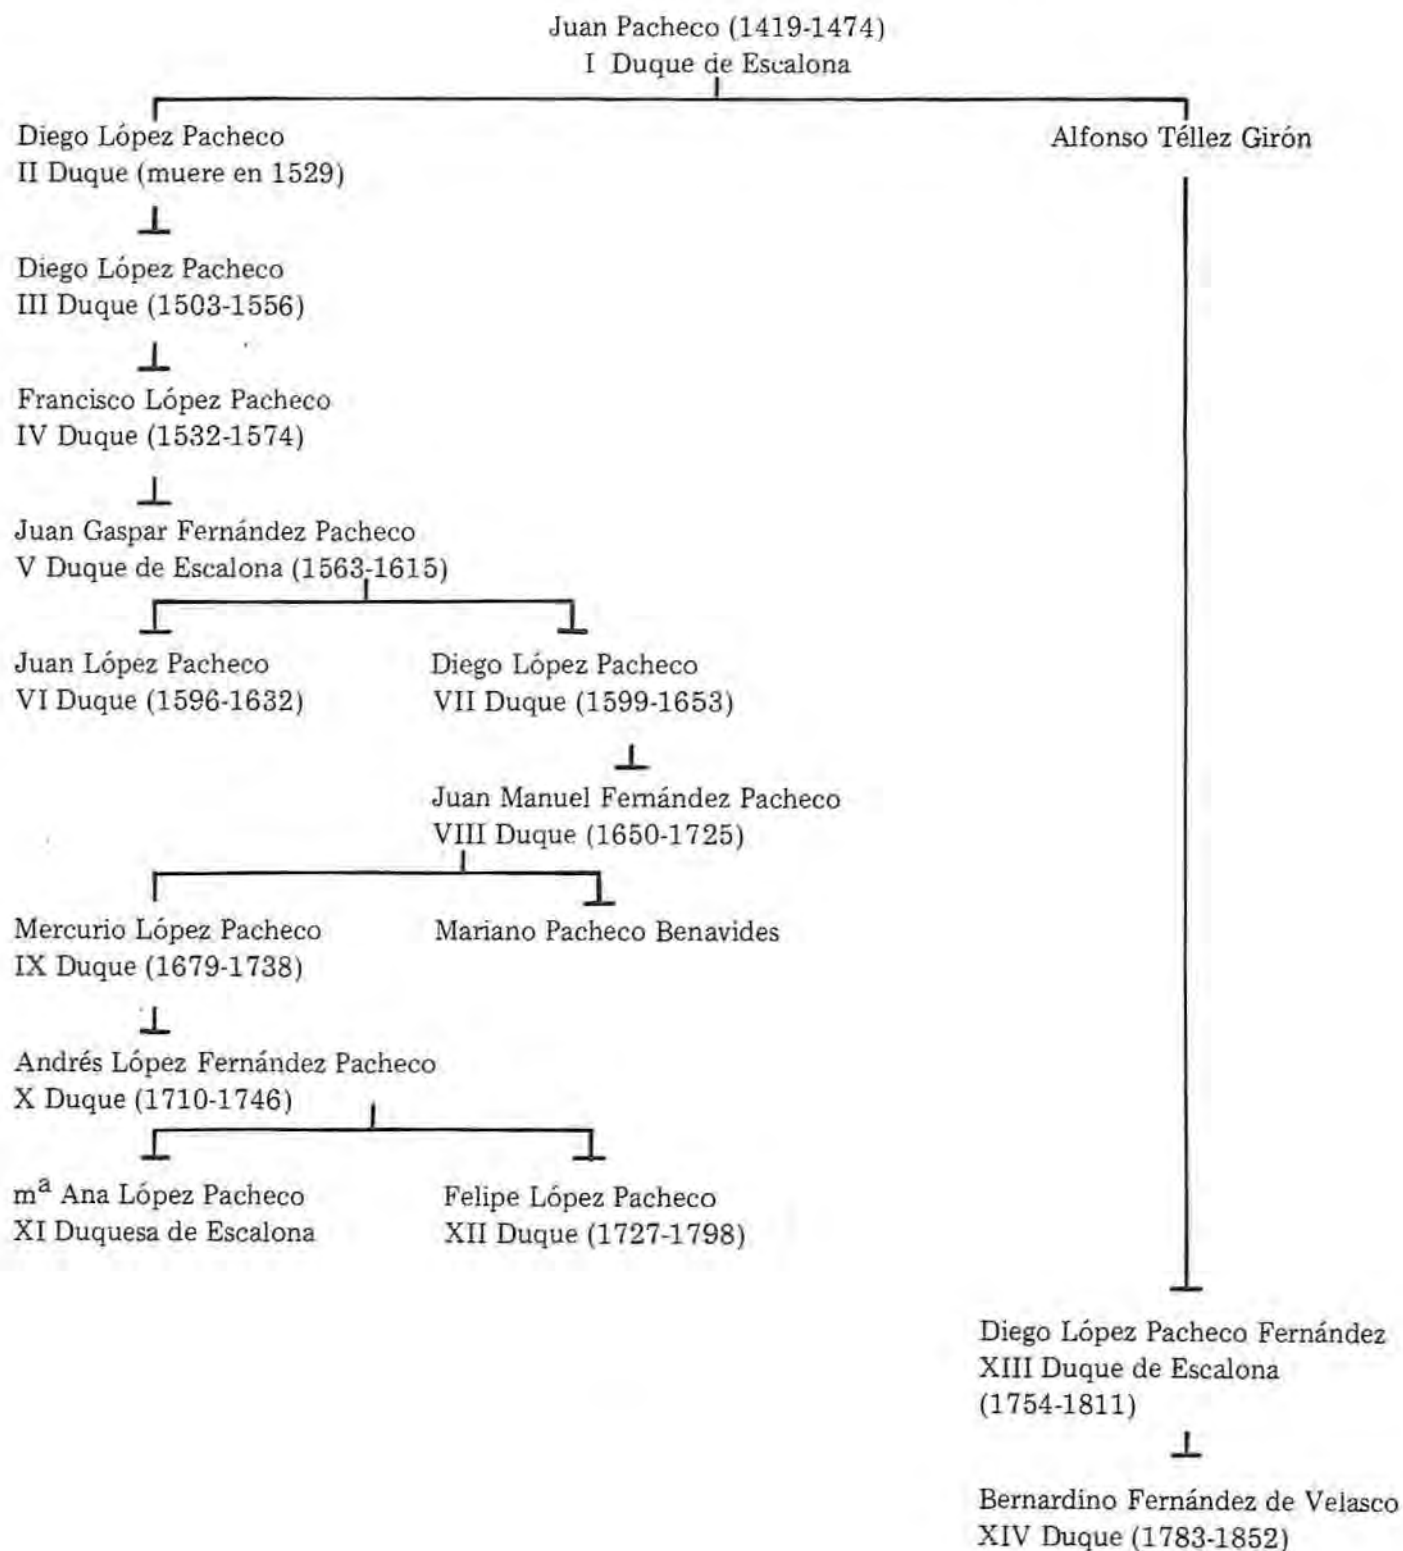 Juan Pacheco (1419-1474)
I Duque de Escalona
Diego López Pacheco
II Duque (muere en 1529)
Alfonso Téllez Girón
Diego López Pacheco
III Duque (1503-1556)
Francisco López Pacheco
IV Duque (1532-1574)
Juan Gaspar Fernández Pacheco
V Duque de Escalona (1563-1615)
Juan López Pacheco
VI Duque (1596-1632)
Diego López Pacheco
VII Duque (1599-1653)
Juan Manuel Fernández Pacheco
VIII Duque (1650-1725)
Mercurio López Pacheco
IX Duque (1679-1738)
Mariano Pacheco Benavides
Andrés López Fernández Pacheco
X Duque (1710-1746)
mª Ana López Pacheco
XI Duquesa de Escalona
Felipe López Pacheco
XII Duque (1727-1798)
Diego López Pacheco Fernández
XIII Duque de Escalona
(1754-1811)
Bernardino Fernández de Velasco
XIV Duque (1783-1852)